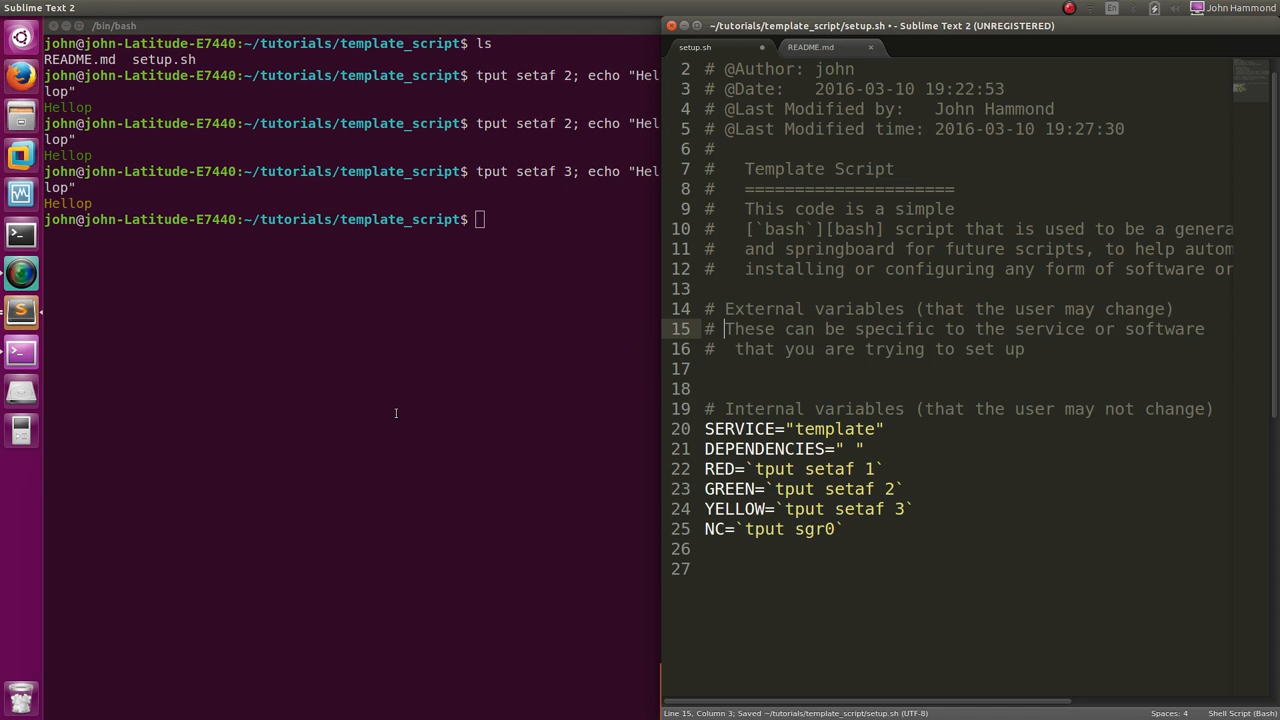 Sublime Text 2
En
John Hammond
/bin/bash
john@john-Latitude-E7440:~/tutorials/template_script$ ls
README.md  setup.sh
john@john-Latitude-E7440:~/tutorials/template_script$ tput setaf 2; echo "Hel
lop"
Hellop
john@john-Latitude-E7440:~/tutorials/template_script$ tput setaf 2; echo "Hel
lop"
Hellop
john@john-Latitude-E7440:~/tutorials/template_script$ tput setaf 3; echo "Hel
lop"
Hellop
john@john-Latitude-E7440:~/tutorials/template_script$
~/tutorials/template_script/setup.sh • - Sublime Text 2 (UNREGISTERED)
setup.sh
README.md
2 # @Author: john
3 # @Date:   2016-03-10 19:22:53
4 # @Last Modified by:   John Hammond
5 # @Last Modified time: 2016-03-10 19:27:30
6 #
7 #   Template Script
8 #   =====================
9 #   This code is a simple
10 #   [`bash`][bash] script that is used to be a genera
11 #   and springboard for future scripts, to help autom
12 #   installing or configuring any form of software or
13
14 # External variables (that the user may change)
15 # These can be specific to the service or software
16 #  that you are trying to set up
17
18
19 # Internal variables (that the user may not change)
20 SERVICE="template"
21 DEPENDENCIES=" "
22 RED=`tput setaf 1`
23 GREEN=`tput setaf 2`
24 YELLOW=`tput setaf 3`
25 NC=`tput sgr0`
26
27
Line 15, Column 3; Saved ~/tutorials/template_script/setup.sh (UTF-8)
Spaces: 4
Shell Script (Bash)